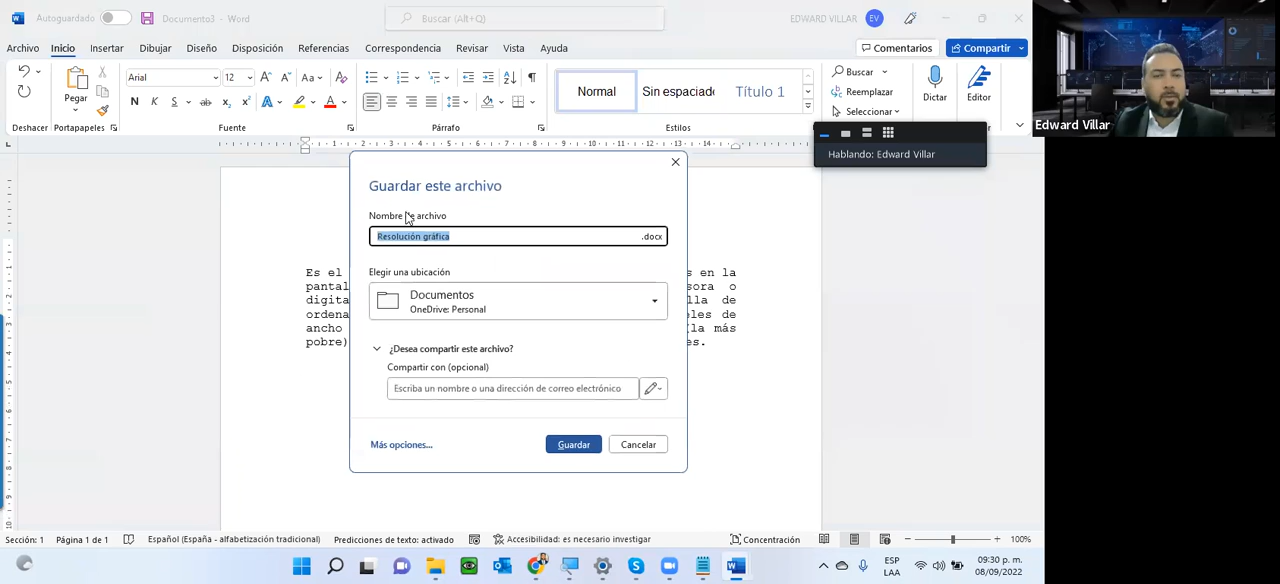 Autoguardado
Documento3 - Word
Buscar (Alt+Q)
EDWARD VILLAR
EV
Archivo
Inicio
Insertar
Dibujar
Diseño
Disposición
Referencias
Correspondencia
Revisar
Vista
Ayuda
Comentarios
Compartir
Pegar
Arial
12
Aa
N
K
S
ab
Normal
Sin espaciado
Título 1
Buscar
Reemplazar
Seleccionar
Dictar
Editor
Deshacer
Portapapeles
Fuente
Párrafo
Estilos
Hablando: Edward Villar
Edward Villar
Guardar este archivo
Nombre de archivo
Resolución gráfica
.docx
Elegir una ubicación
Documentos
OneDrive: Personal
¿Desea compartir este archivo?
Compartir con (opcional)
Escriba un nombre o una dirección de correo electrónico
Más opciones...
Guardar
Cancelar
Es el
s en la
pantal
sora o
digita
lla de
ordena
eles de
ancho
(la más
pobre)
es.
Sección: 1
Página 1 de 1
Español (España - alfabetización tradicional)
Predicciones de texto: activado
Accesibilidad: es necesario investigar
Concentración
100%
ESP
LAA
09:30 p. m.
08/09/2022